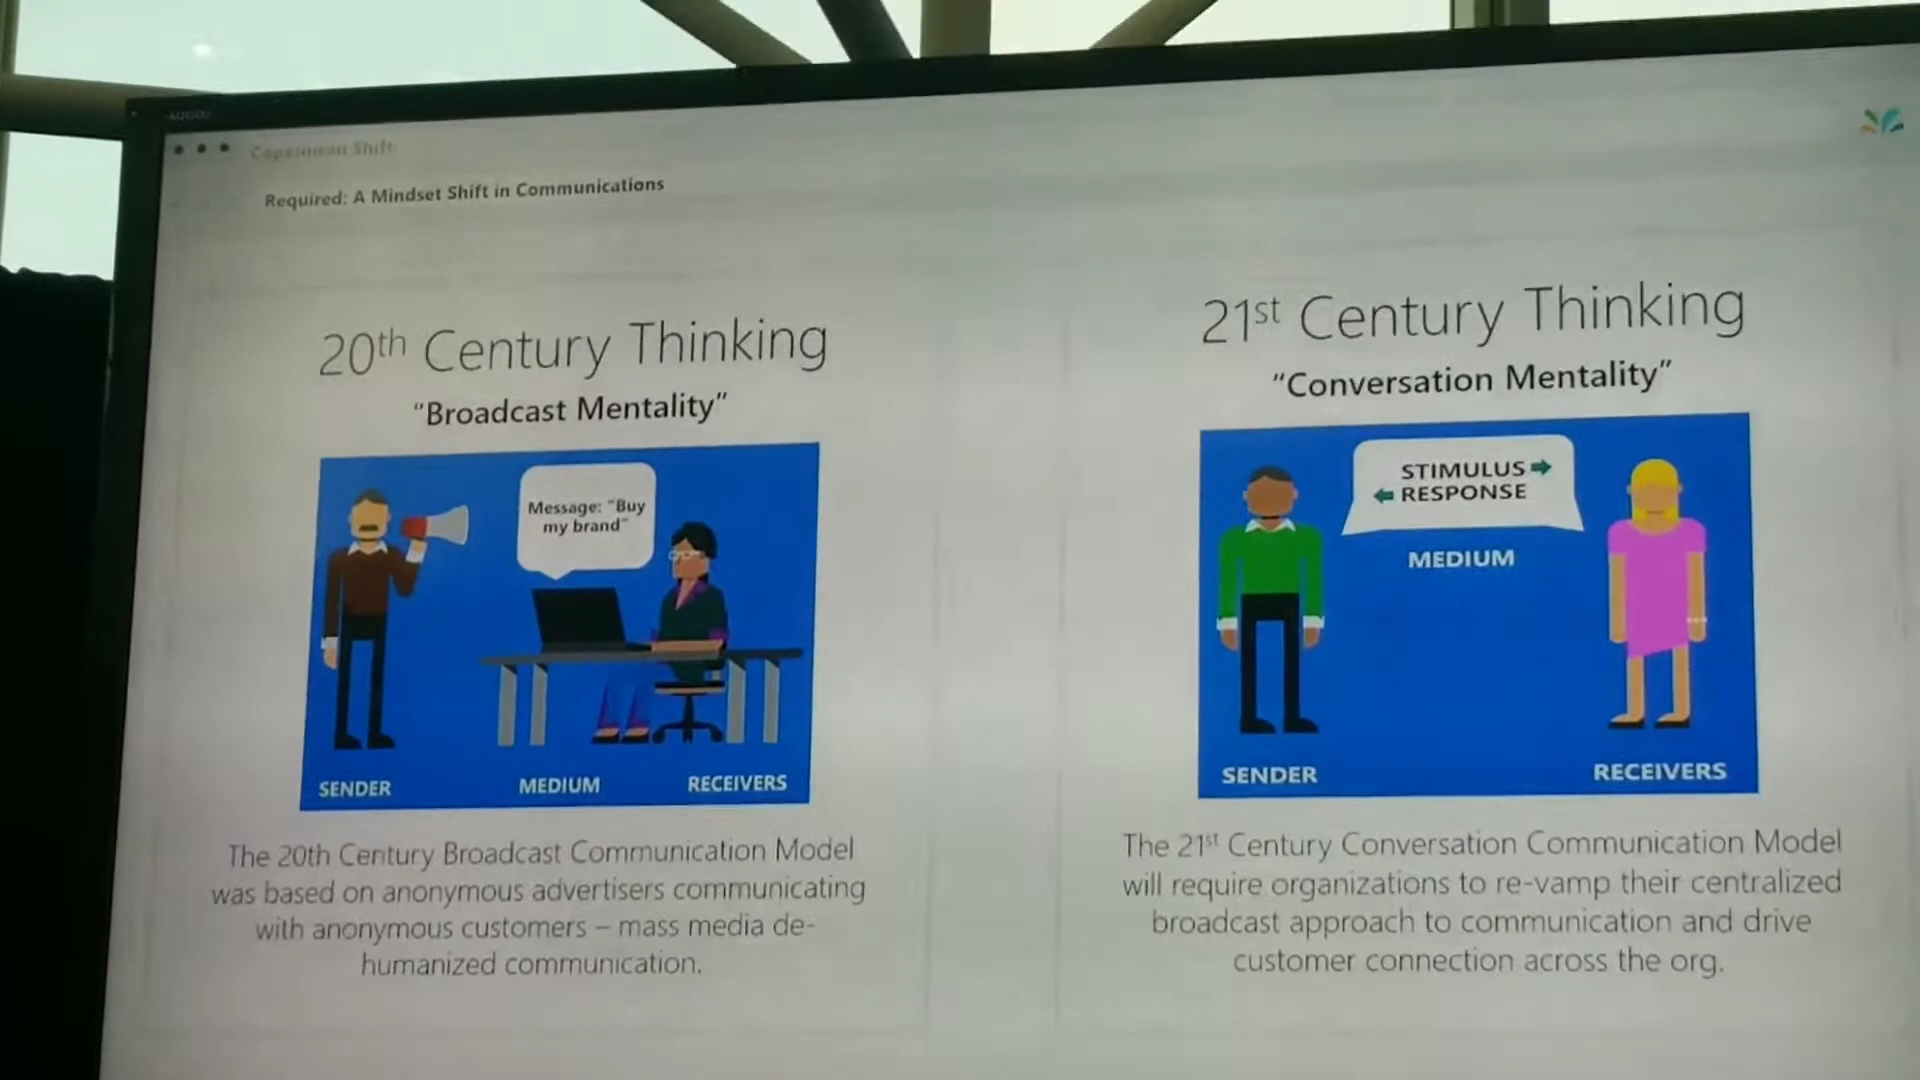 AQUOS
Copernican Shift
Required: A Mindset Shift in Communications
20th Century Thinking
“Broadcast Mentality”
Message: “Buy
my brand”
SENDER
MEDIUM
RECEIVERS
The 20th Century Broadcast Communication Model
was based on anonymous advertisers communicating
with anonymous customers – mass media de-
humanized communication.
21st Century Thinking
“Conversation Mentality”
STIMULUS
RESPONSE
MEDIUM
SENDER
RECEIVERS
The 21st Century Conversation Communication Model
will require organizations to re-vamp their centralized
broadcast approach to communication and drive
customer connection across the org.